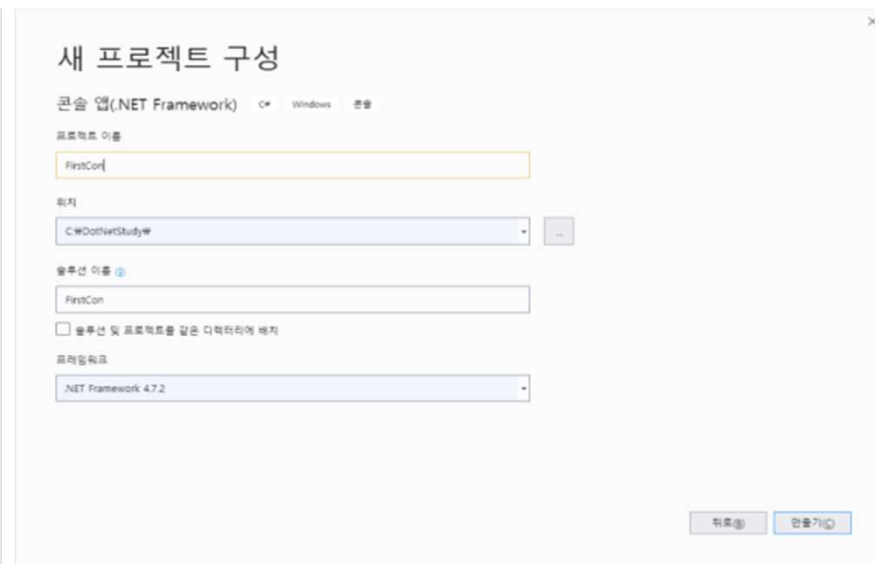 새 프로젝트 구성
콘솔 앱(.NET Framework) C# Windows 콘솔
프로젝트 이름
FirstCon
위치
C:₩DotNetStudy₩
...
솔루션 이름
FirstCon
솔루션 및 프로젝트를 같은 디렉터리에 배치
프레임워크
.NET Framework 4.7.2
뒤로(B) 만들기(C)